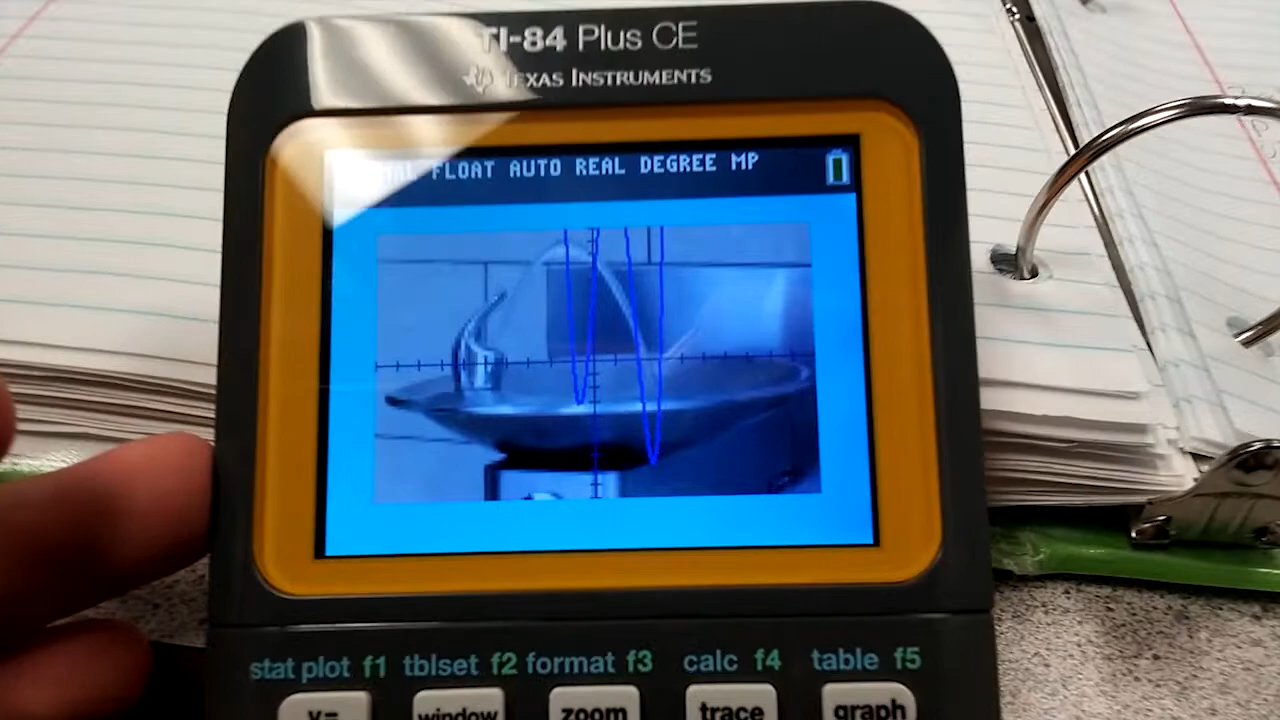 TI-84 Plus CE
TEXAS INSTRUMENTS
FLOAT AUTO REAL DEGREE MP
stat plot f1 tblset f2 format f3 calc f4 table f5
y= window zoom trace graph